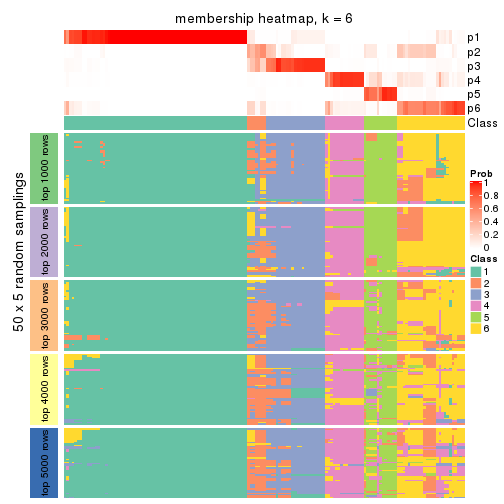 membership heatmap, k = 6
p1
p2
p3
p4
p5
p6
Class
50 x 5 random samplings
top 1000 rows
top 2000 rows
top 3000 rows
top 4000 rows
top 5000 rows
Prob
1
0.8
0.6
0.4
0.2
0
Class
1
2
3
4
5
6